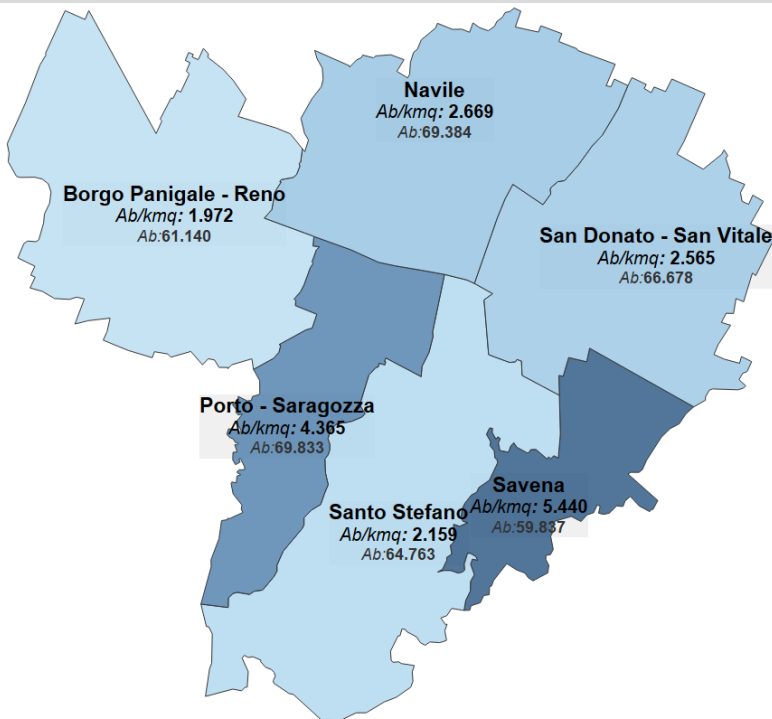 Navile
Ab/kmq: 2.669
Ab:69.384
Borgo Panigale - Reno
Ab/kmq: 1.972
Ab:61.140
San Donato - San Vitale
Ab/kmq: 2.565
Ab:66.678
Porto - Saragozza
Ab/kmq: 4.365
Ab:69.833
Savena
Ab/kmq: 5.440
Ab:59.837
Santo Stefano
Ab/kmq: 2.159
Ab:64.763